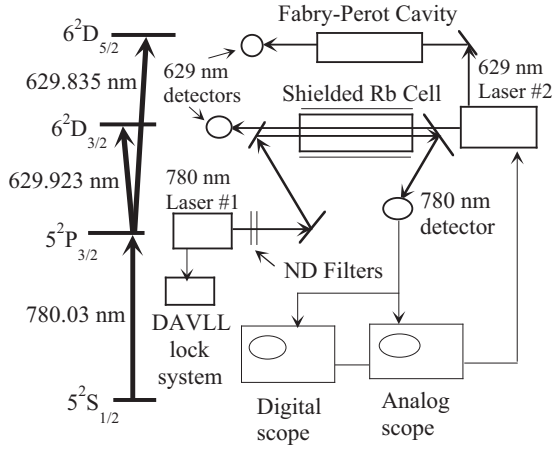 6²D₅/₂
629.835 nm
6²D₃/₂
629.923 nm
5²P₃/₂
780.03 nm
5²S₁/₂
Fabry-Perot Cavity
629 nm
detectors
Shielded Rb Cell
629 nm
Laser #2
780 nm
Laser #1
780 nm
detector
ND Filters
DAVLL
lock
system
Digital
scope
Analog
scope